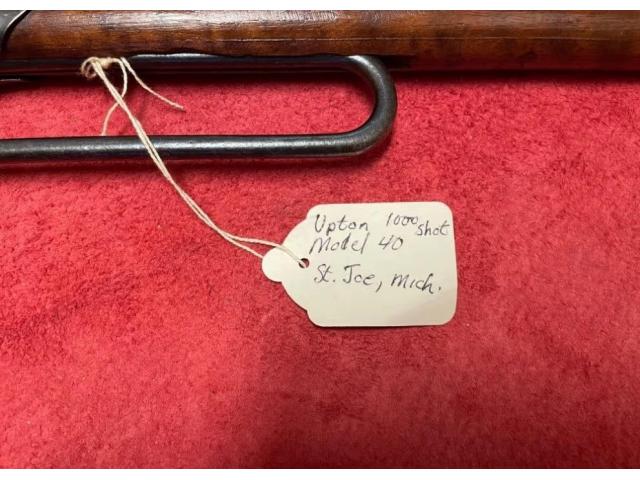 Upton 1000 shot
Model 40
St. Joe, Mich.